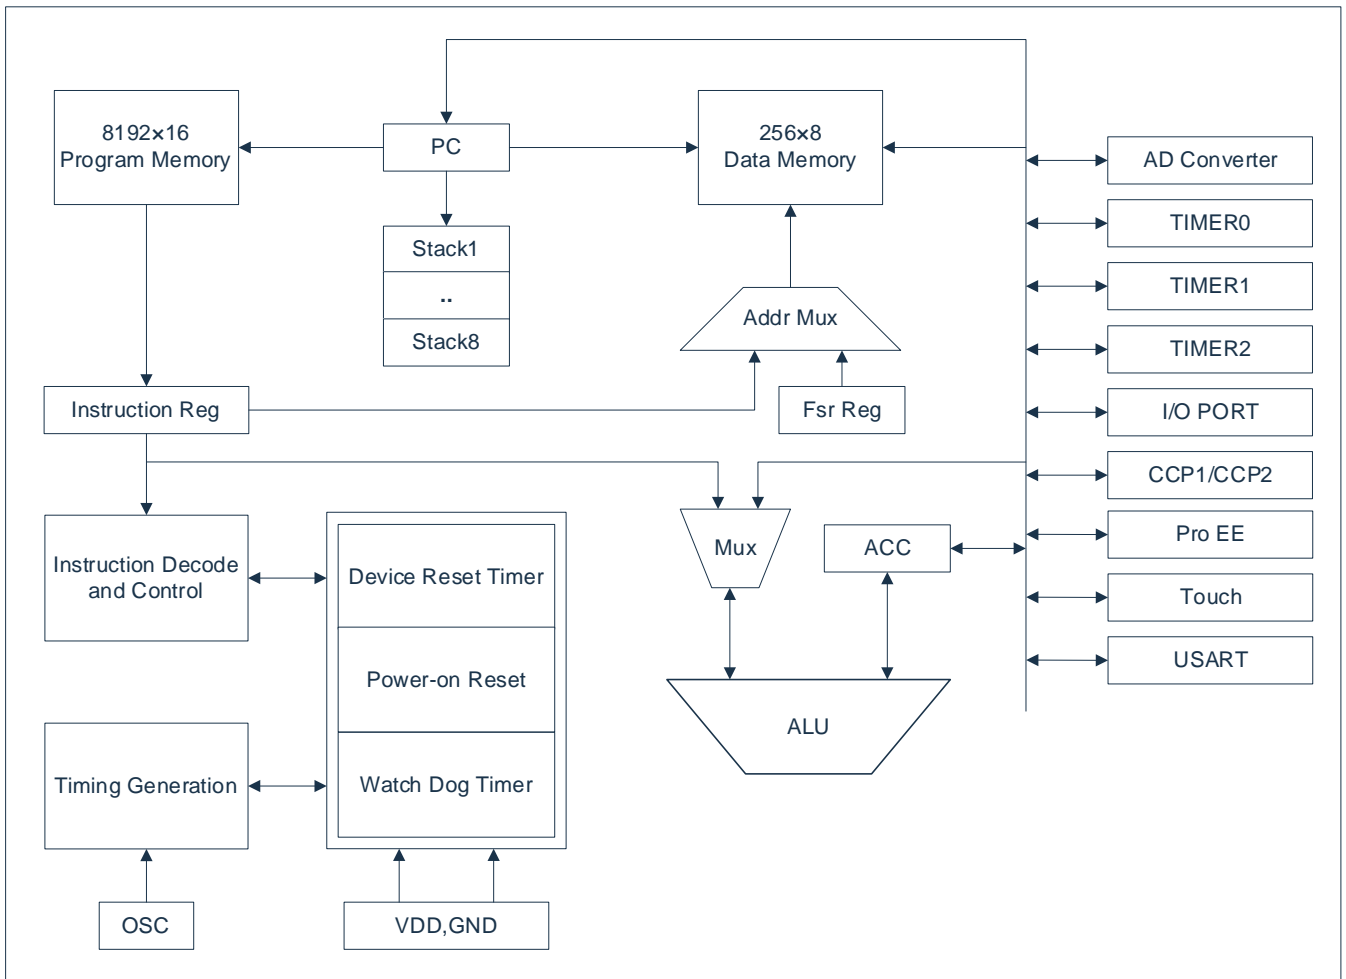 8192×16
Program Memory
PC
256×8
Data Memory
AD Converter
TIMER0
Stack1
TIMER1
..
Addr Mux
Stack8
TIMER2
Instruction Reg
Fsr Reg
I/O PORT
CCP1/CCP2
Pro EE
Mux
ACC
Instruction Decode
and Control
Device Reset Timer
Touch
USART
Power-on Reset
ALU
Timing Generation
Watch Dog Timer
OSC
VDD,GND